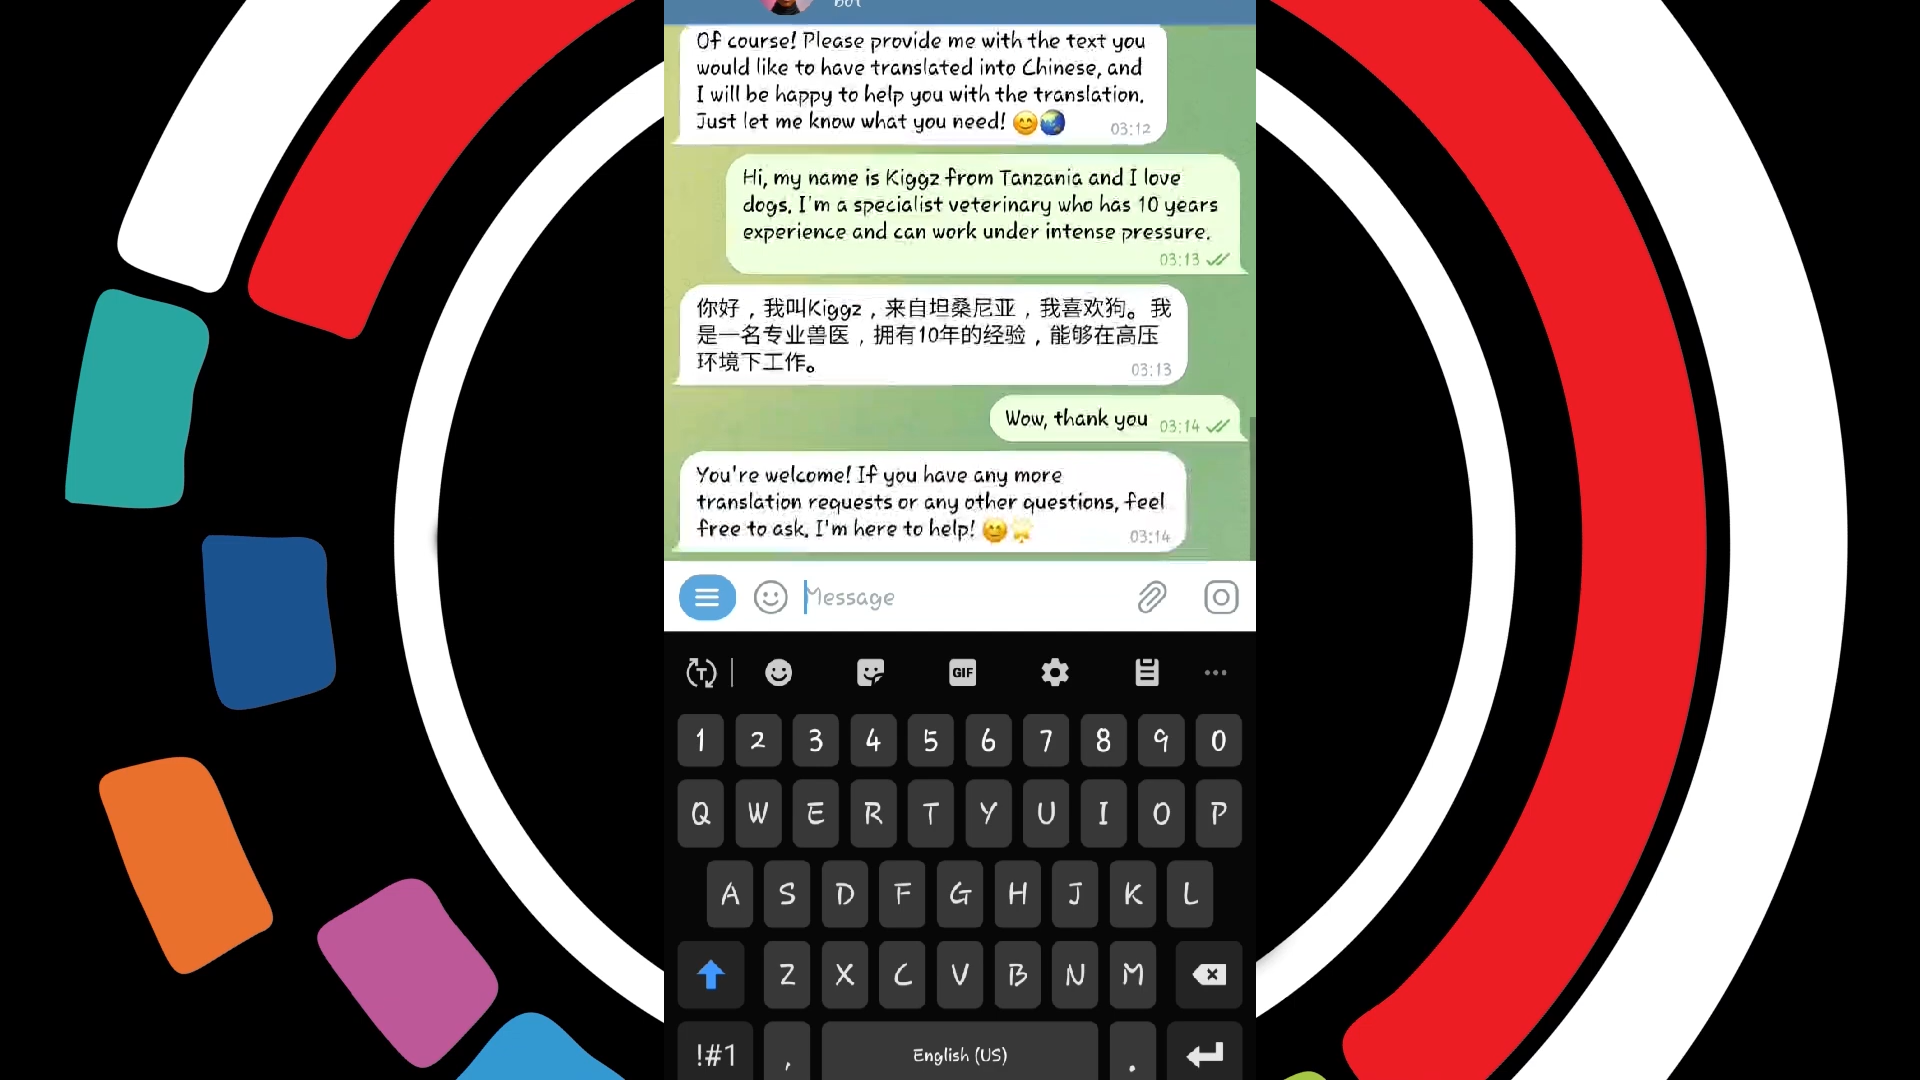 bot
Of course! Please provide me with the text you
would like to have translated into Chinese, and
I will be happy to help you with the translation.
Just let me know what you need! 😊🌏
03:12
Hi, my name is Kiggz from Tanzania and I love
dogs. I'm a specialist veterinary who has 10 years
experience and can work under intense pressure.
03:13
你好，我叫Kiggz，来自坦桑尼亚，我喜欢狗。我
是一名专业兽医，拥有10年的经验，能够在高压
环境下工作。
03:13
Wow, thank you 03:14
You're welcome! If you have any more
translation requests or any other questions, feel
free to ask. I'm here to help! 😊🌟
03:14
Message
T
GIF
1 2 3 4 5 6 7 8 9 0
Q W E R T Y U I O P
A S D F G H J K L
Z X C V B N M
!#1 , English (US) .